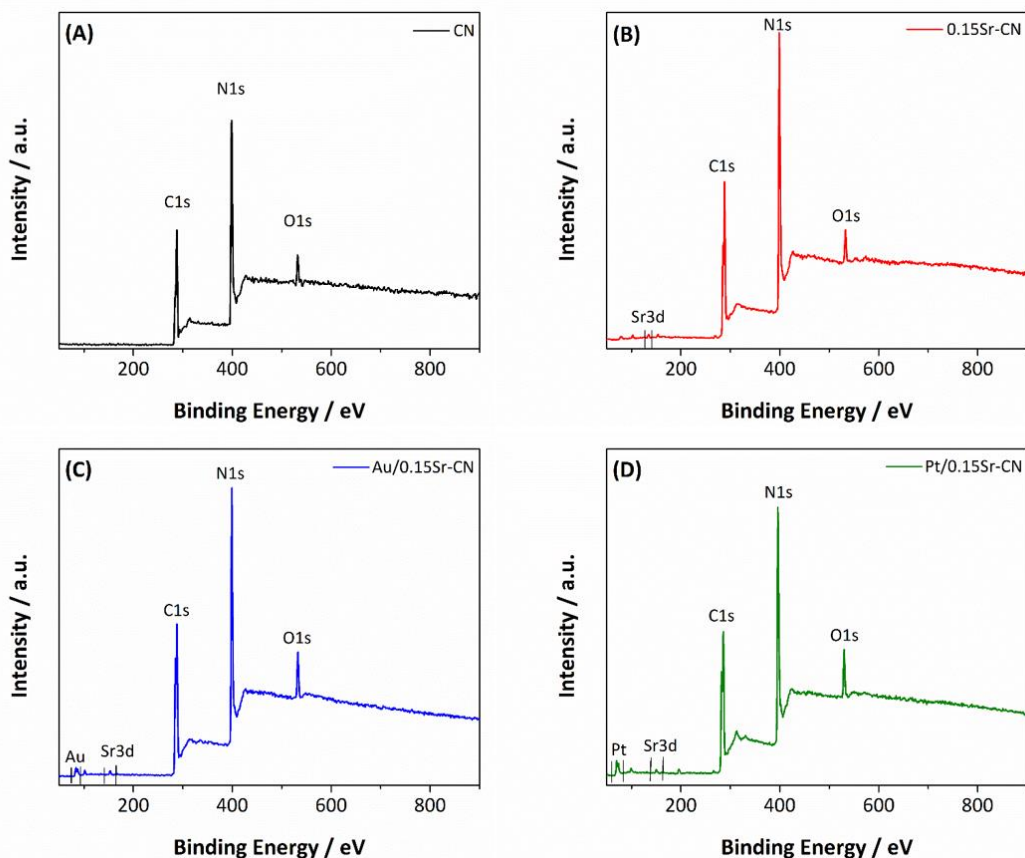 (A)
CN
N1s
C1s
O1s
Intensity / a.u.
200 400 600 800
Binding Energy / eV
(B)
0.15Sr-CN
N1s
C1s
O1s
Sr3d
Intensity / a.u.
200 400 600 800
Binding Energy / eV
(C)
Au/0.15Sr-CN
N1s
C1s
O1s
Au
Sr3d
Intensity / a.u.
200 400 600 800
Binding Energy / eV
(D)
Pt/0.15Sr-CN
N1s
C1s
O1s
Pt
Sr3d
Intensity / a.u.
200 400 600 800
Binding Energy / eV